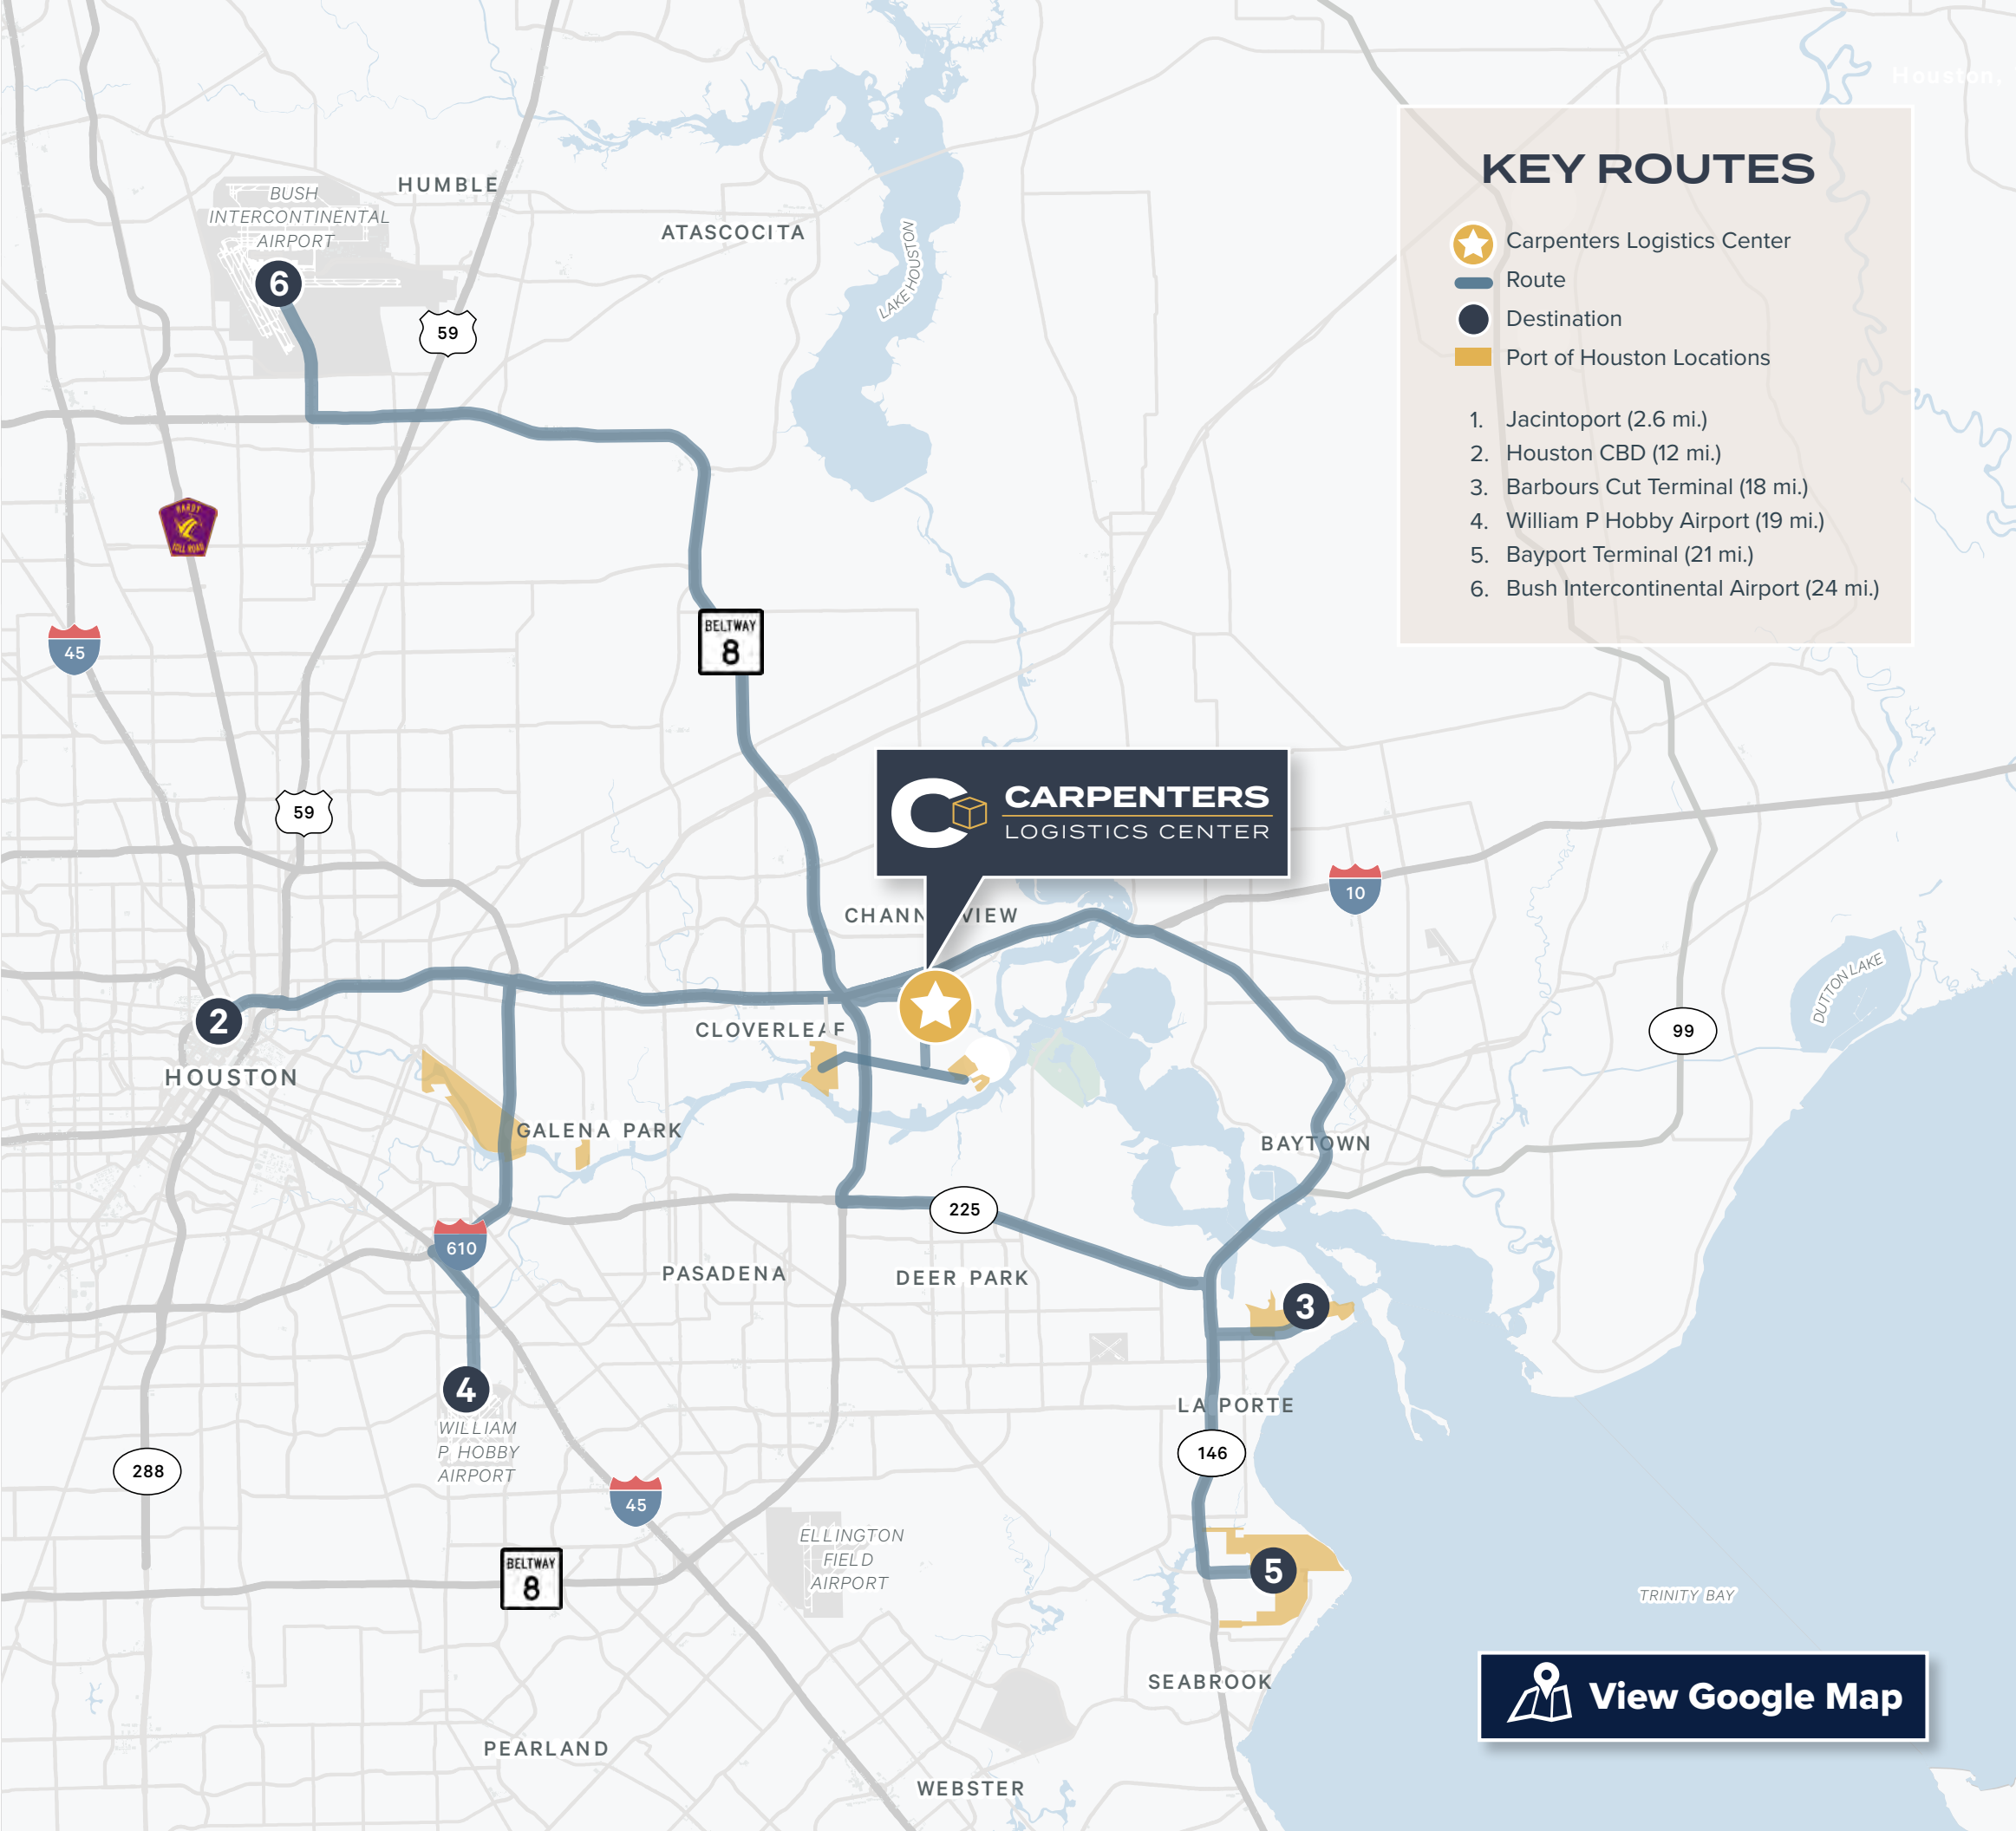 Houston,
KEY ROUTES
Carpenters Logistics Center
Route
Destination
Port of Houston Locations
1. Jacintoport (2.6 mi.)
2. Houston CBD (12 mi.)
3. Barbours Cut Terminal (18 mi.)
4. William P Hobby Airport (19 mi.)
5. Bayport Terminal (21 mi.)
6. Bush Intercontinental Airport (24 mi.)
HUMBLE
BUSH
INTERCONTINENTAL
AIRPORT
ATASCOCITA
LAKE HOUSTON
6
59
HARDY
TOLL ROAD
BELTWAY
8
45
59
CARPENTERS
LOGISTICS CENTER
10
CHANN VIEW
DUTTON LAKE
2
CLOVERLEAF
99
HOUSTON
GALENA PARK
BAYTOWN
225
610
PASADENA
DEER PARK
3
4
LA PORTE
WILLIAM
P HOBBY
AIRPORT
146
288
45
ELLINGTON
FIELD
AIRPORT
BELTWAY
8
5
TRINITY BAY
SEABROOK
View Google Map
PEARLAND
WEBSTER